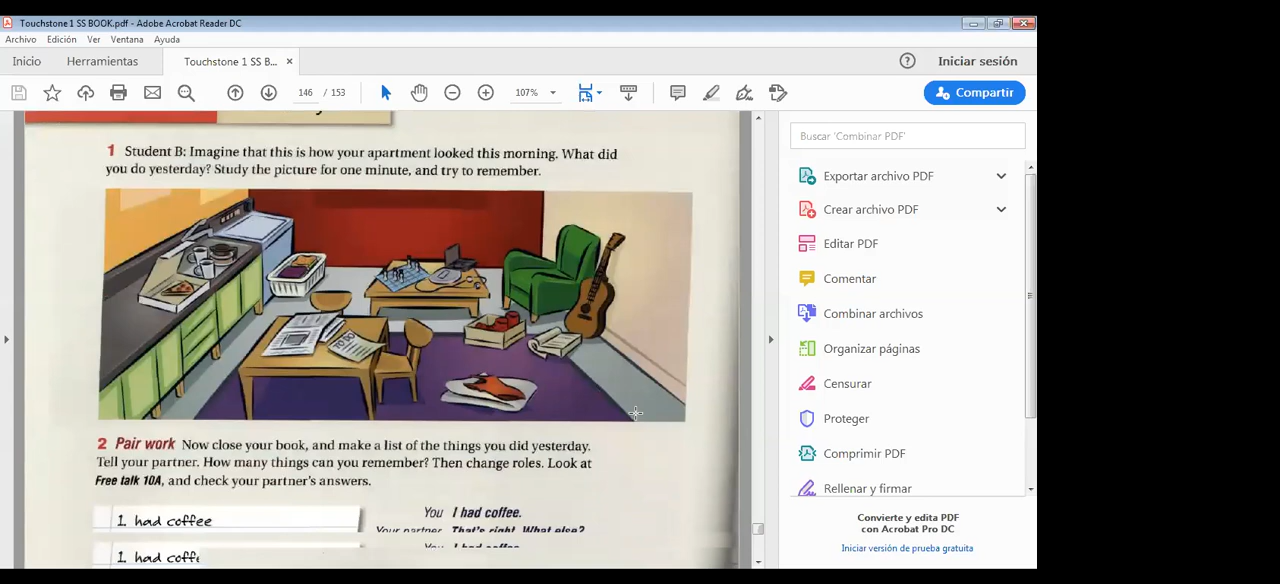 Touchstone 1 SS BOOK.pdf - Adobe Acrobat Reader DC
Archivo Edición Ver Ventana Ayuda
Inicio Herramientas Touchstone 1 SS B... × Iniciar sesión
146 / 153 107% Compartir
1 Student B: Imagine that this is how your apartment looked this morning. What did
you do yesterday? Study the picture for one minute, and try to remember.
TO DO
2 Pair work Now close your book, and make a list of the things you did yesterday.
Tell your partner. How many things can you remember? Then change roles. Look at
Free talk 10A, and check your partner's answers.
1. had coffee
You I had coffee.
Your partner That's right. What else?
1. had coffe
You I had coffee
Buscar 'Combinar PDF'
Exportar archivo PDF
Crear archivo PDF
Editar PDF
Comentar
Combinar archivos
Organizar páginas
Censurar
Proteger
Comprimir PDF
Rellenar y firmar
Convierte y edita PDF
con Acrobat Pro DC
Iniciar versión de prueba gratuita